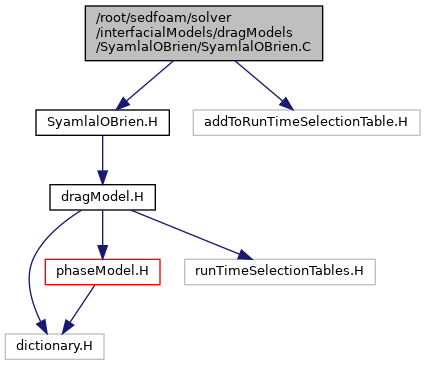 /root/sedfoam/solver
/interfacialModels/dragModels
/SyamlalOBrien/SyamlalOBrien.C
SyamlalOBrien.H
addToRunTimeSelectionTable.H
dragModel.H
phaseModel.H
runTimeSelectionTables.H
dictionary.H